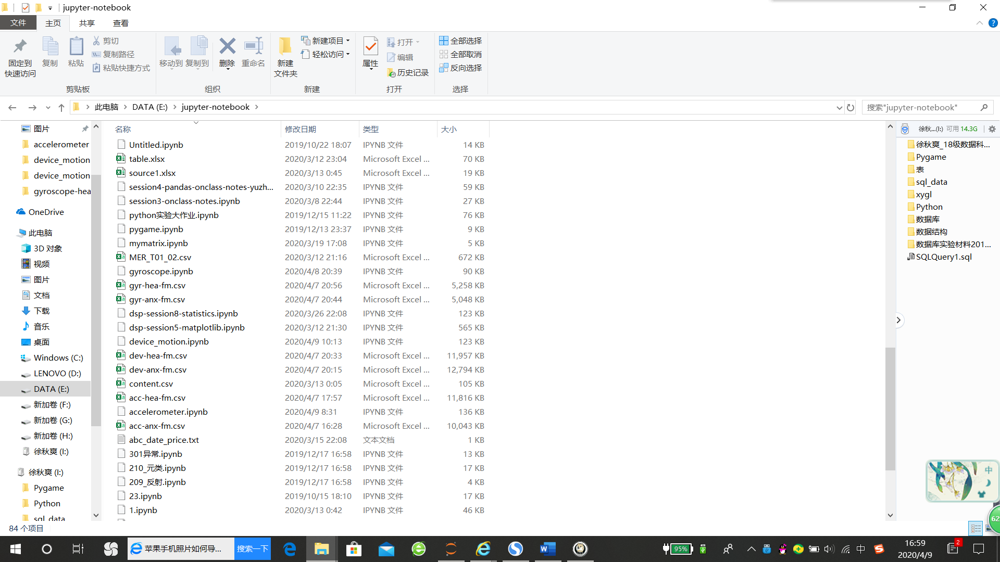 jupyter-notebook
文件 主页 共享 查看
固定到快速访问
复制
粘贴
剪切
复制路径
粘贴快捷方式
剪贴板
移动到
复制到
删除
重命名
组织
新建文件夹
新建项目
轻松访问
新建
属性
打开
编辑
历史记录
打开
全部选择
全部取消
反向选择
选择
此电脑 DATA (E:) jupyter-notebook
搜索"jupyter-notebook"
图片
accelerometer
device_motion
device_motion
gyroscope-hea
OneDrive
此电脑
3D 对象
视频
图片
文档
下载
音乐
桌面
Windows (C:)
LENOVO (D:)
DATA (E:)
新加卷 (F:)
新加卷 (G:)
新加卷 (H:)
徐秋爽 (I:)
徐秋爽 (I:)
Pygame
Python
sql_data
名称 修改日期 类型 大小
Untitled.ipynb 2019/10/22 18:07 IPYNB 文件 14 KB
table.xlsx 2020/3/12 23:04 Microsoft Excel ... 70 KB
source1.xlsx 2020/3/13 0:45 Microsoft Excel ... 19 KB
session4-pandas-onclass-notes-yuzh... 2020/3/10 22:35 IPYNB 文件 59 KB
session3-onclass-notes.ipynb 2020/3/8 22:44 IPYNB 文件 27 KB
python实验大作业.ipynb 2019/12/15 11:22 IPYNB 文件 76 KB
pygame.ipynb 2019/12/13 23:37 IPYNB 文件 9 KB
mymatrix.ipynb 2020/3/19 17:08 IPYNB 文件 5 KB
MER_T01_02.csv 2020/3/12 21:16 Microsoft Excel ... 672 KB
gyroscope.ipynb 2020/4/8 20:39 IPYNB 文件 90 KB
gyr-hea-fm.csv 2020/4/7 20:56 Microsoft Excel ... 5,258 KB
gyr-anx-fm.csv 2020/4/7 20:44 Microsoft Excel ... 5,048 KB
dsp-session8-statistics.ipynb 2020/3/26 22:08 IPYNB 文件 123 KB
dsp-session5-matplotlib.ipynb 2020/3/12 21:30 IPYNB 文件 565 KB
device_motion.ipynb 2020/4/9 10:13 IPYNB 文件 123 KB
dev-hea-fm.csv 2020/4/7 20:33 Microsoft Excel ... 11,957 KB
dev-anx-fm.csv 2020/4/7 20:15 Microsoft Excel ... 12,794 KB
content.csv 2020/3/13 0:05 Microsoft Excel ... 105 KB
acc-hea-fm.csv 2020/4/7 17:57 Microsoft Excel ... 11,816 KB
accelerometer.ipynb 2020/4/9 8:31 IPYNB 文件 136 KB
acc-anx-fm.csv 2020/4/7 16:28 Microsoft Excel ... 10,043 KB
abc_date_price.txt 2020/3/15 22:08 文本文档 1 KB
301异常.ipynb 2019/12/17 16:58 IPYNB 文件 13 KB
210_元类.ipynb 2019/12/17 16:58 IPYNB 文件 17 KB
209_反射.ipynb 2019/12/17 16:58 IPYNB 文件 4 KB
23.ipynb 2019/10/15 18:10 IPYNB 文件 17 KB
1.ipynb 2020/3/13 0:42 IPYNB 文件 46 KB
徐秋...(I:) 可用 14.3G
徐秋爽_18级数据科...
Pygame
表
sql_data
xygl
Python
数据库
数据结构
数据库实验材料201...
SQLQuery1.sql
中
62
84 个项目
苹果手机照片如何导... 搜索一下
95%
中
16:59
2020/4/9
2